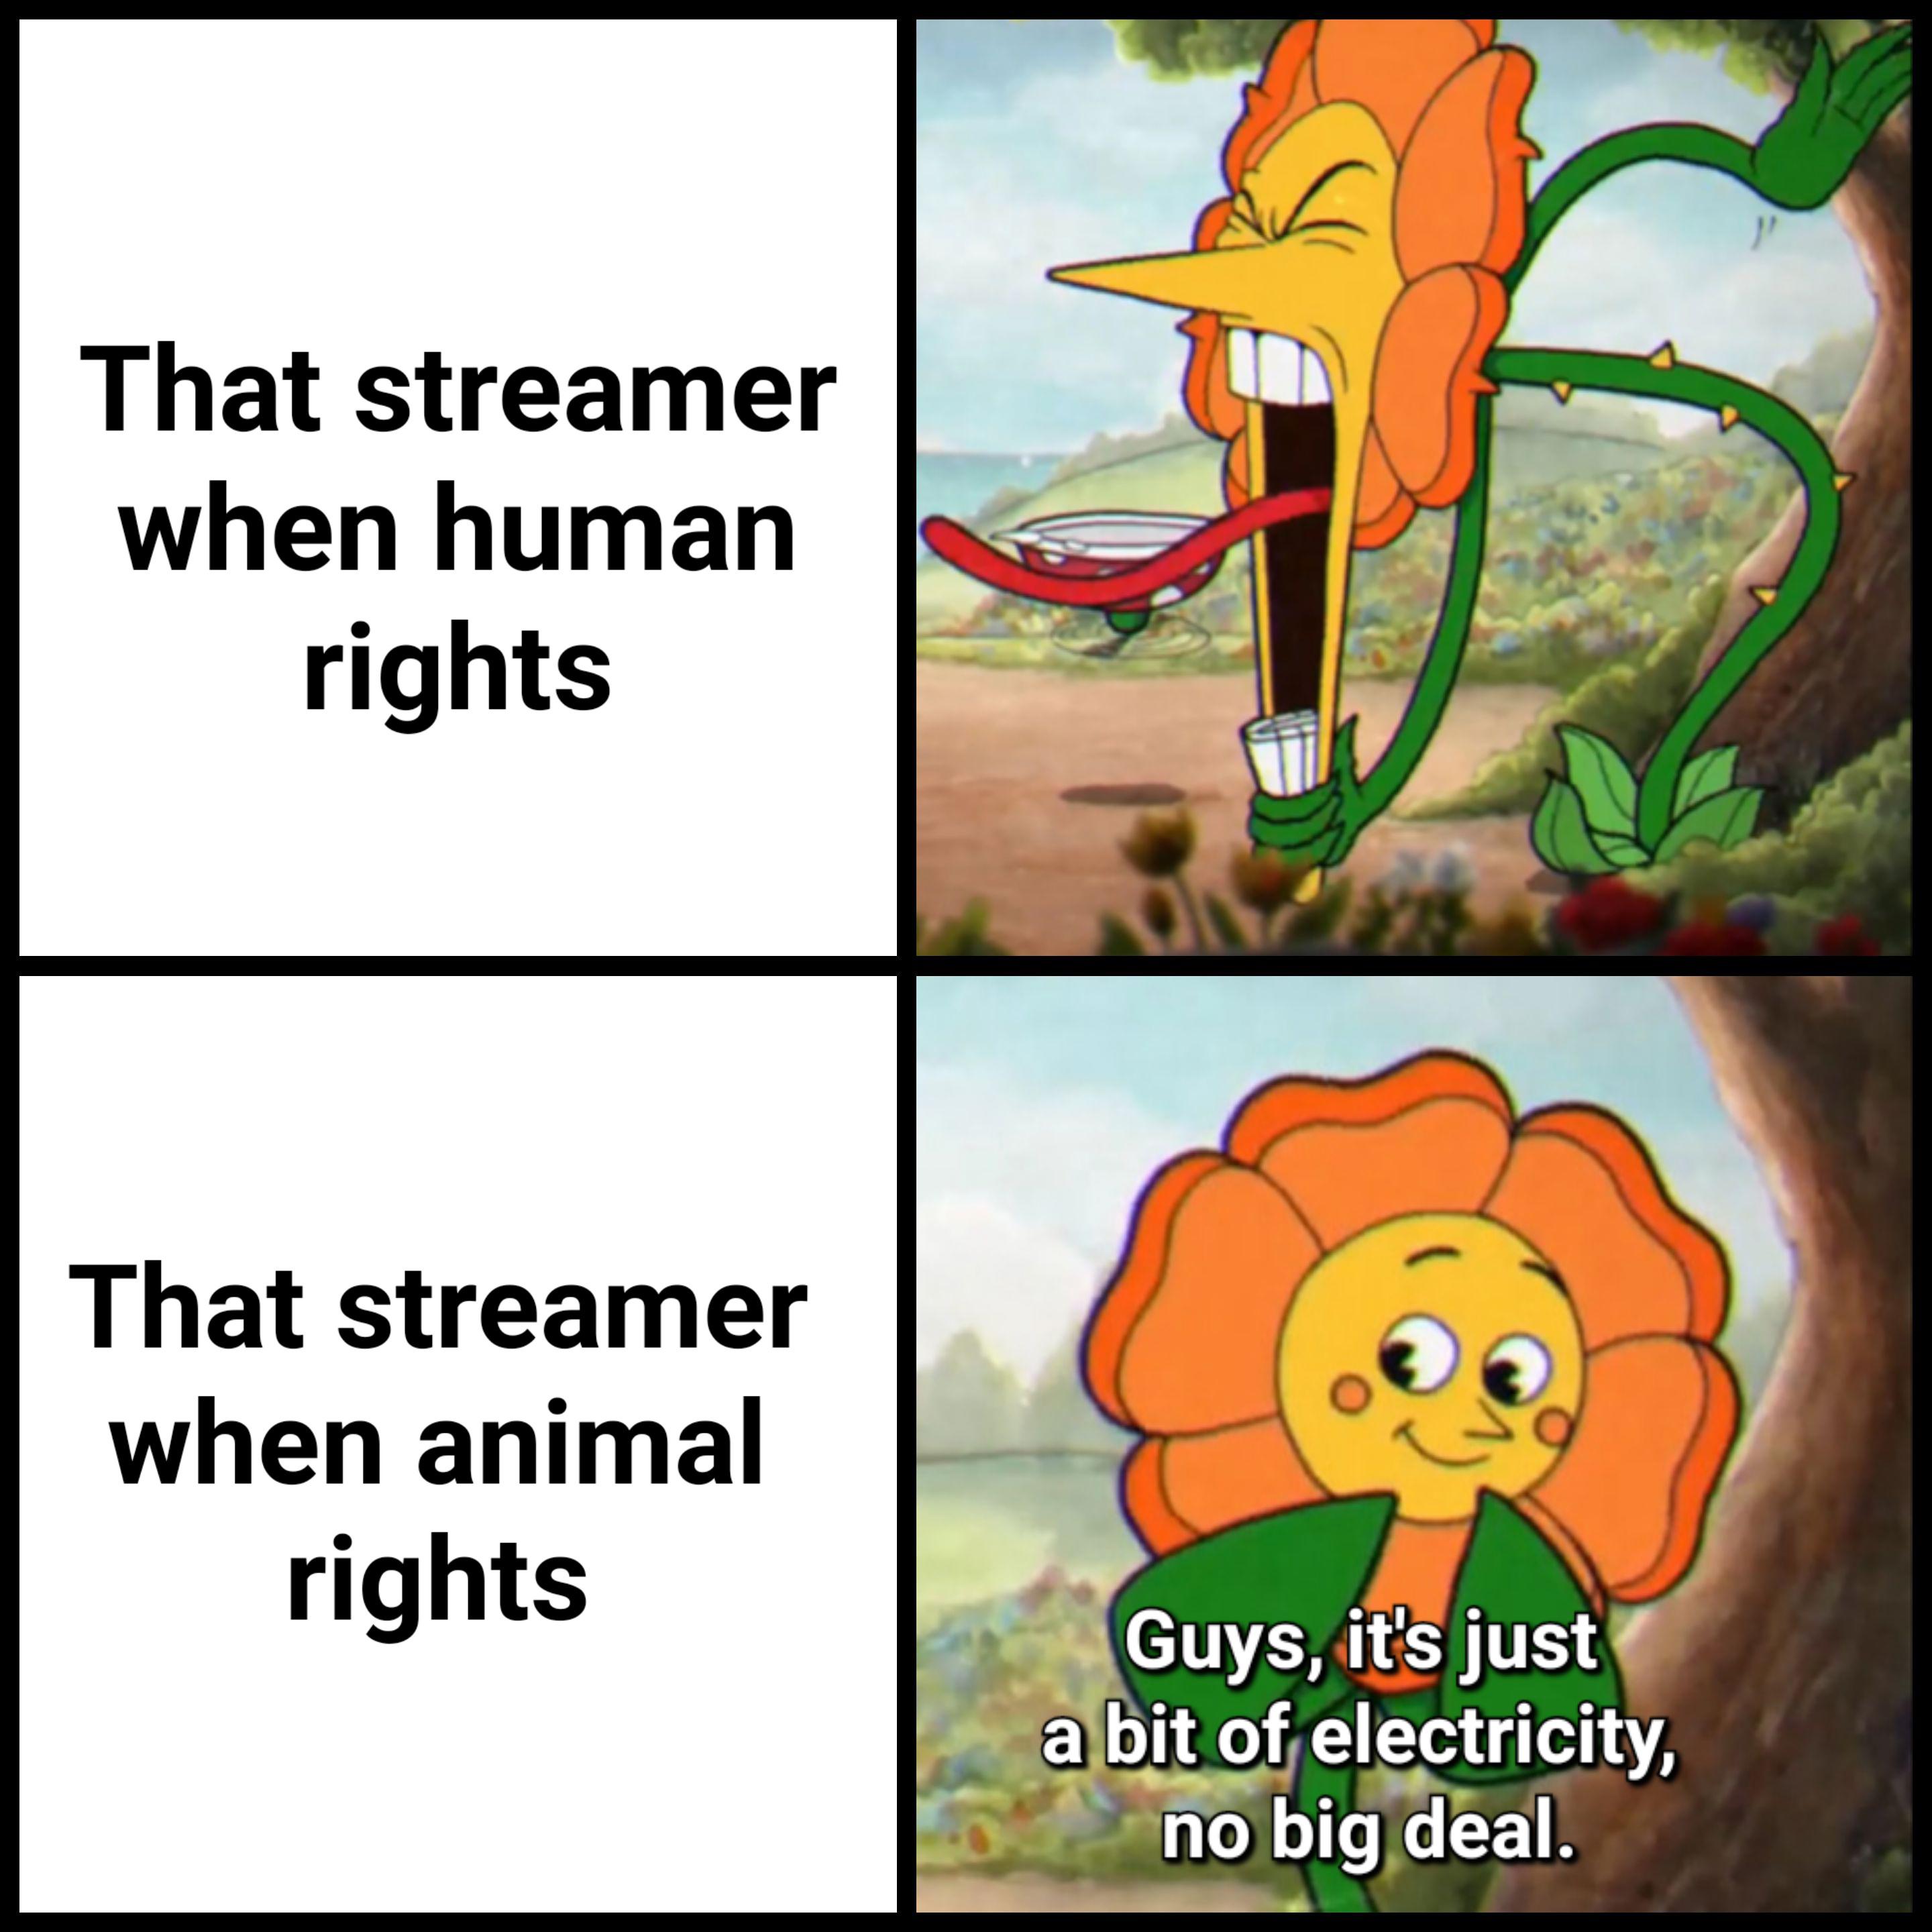 That streamer
when human
rights
That streamer
when animal
rights
Guys, it's just
a bit of electricity,
no big deal.